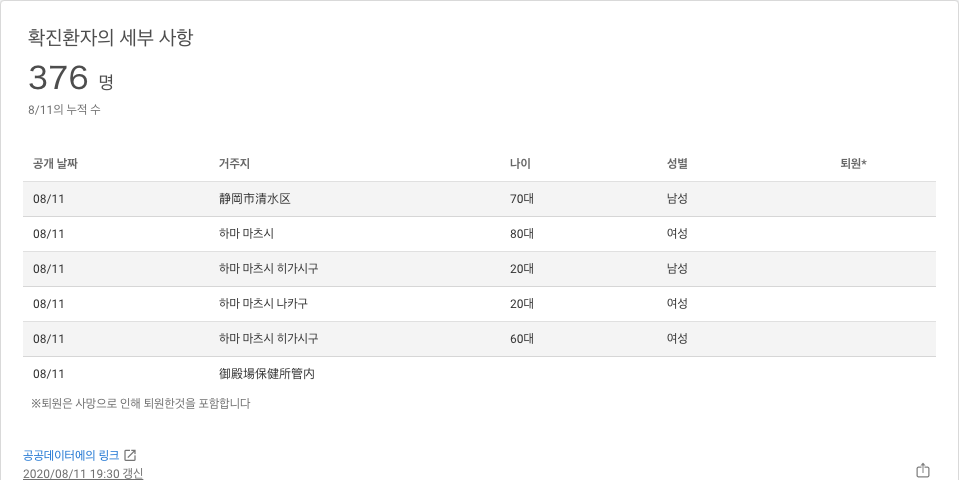 확진환자의 세부 사항
376 명
8/11의 누적 수
공개 날짜 거주지 나이 성별 퇴원*
08/11 静岡市清水区 70대 남성
08/11 하마 마츠시 80대 여성
08/11 하마 마츠시 히가시구 20대 남성
08/11 하마 마츠시 나카구 20대 여성
08/11 하마 마츠시 히가시구 60대 여성
08/11 御殿場保健所管内
※퇴원은 사망으로 인해 퇴원한것을 포함합니다
공공데이터에의 링크
2020/08/11 19:30 갱신